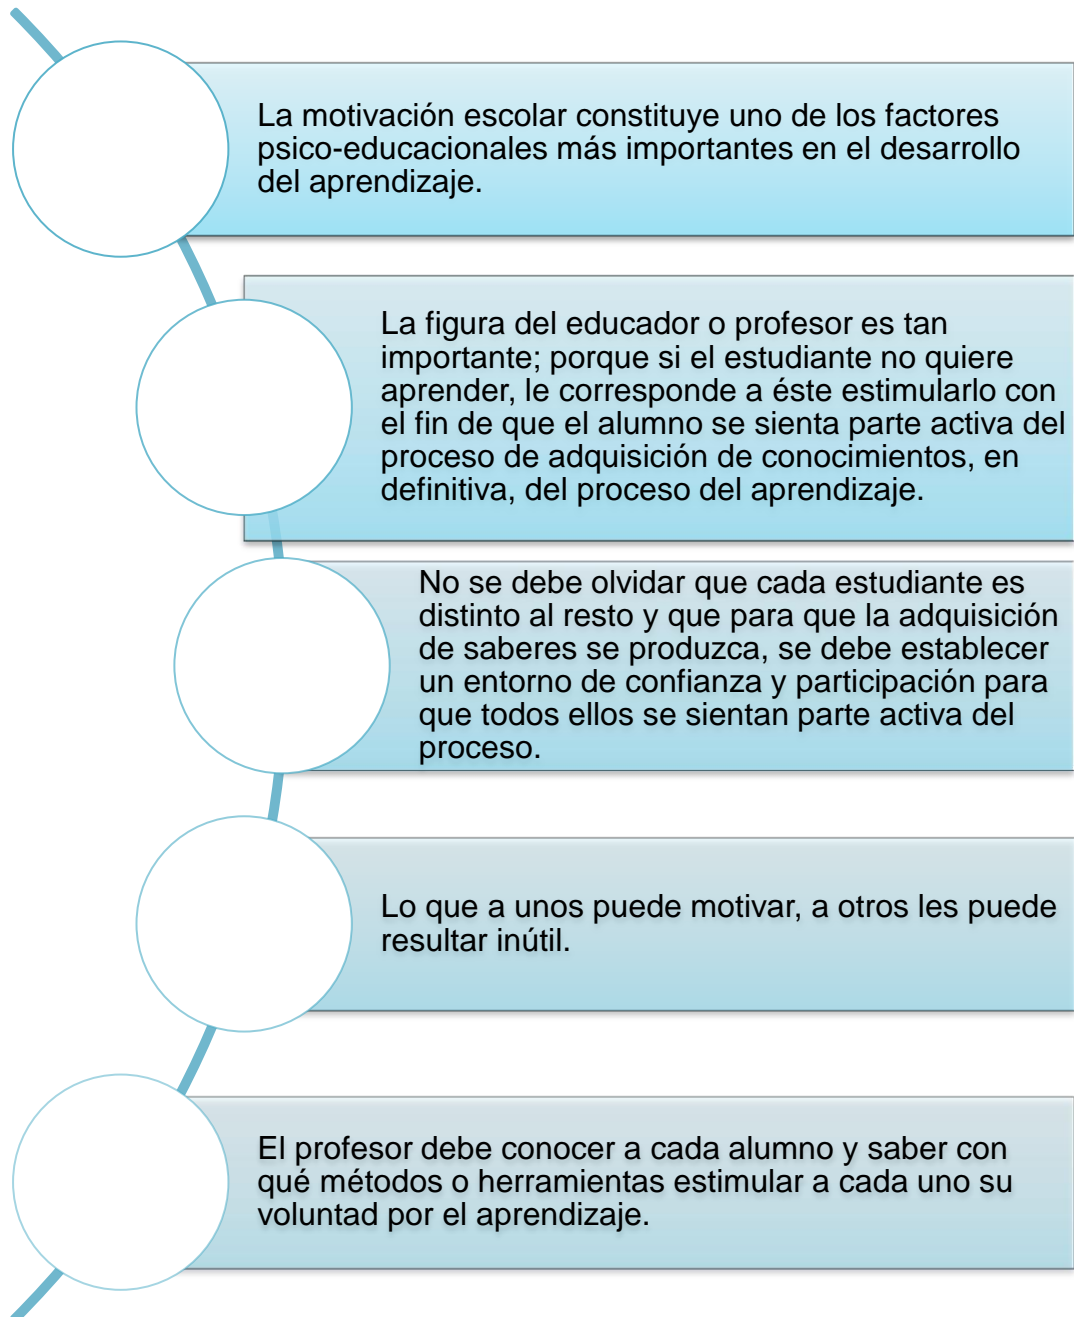 La motivación escolar constituye uno de los factores
psico-educacionales más importantes en el desarrollo
del aprendizaje.
La figura del educador o profesor es tan
importante; porque si el estudiante no quiere
aprender, le corresponde a éste estimularlo con
el fin de que el alumno se sienta parte activa del
proceso de adquisición de conocimientos, en
definitiva, del proceso del aprendizaje.
No se debe olvidar que cada estudiante es
distinto al resto y que para que la adquisición
de saberes se produzca, se debe establecer
un entorno de confianza y participación para
que todos ellos se sientan parte activa del
proceso.
Lo que a unos puede motivar, a otros les puede
resultar inútil.
El profesor debe conocer a cada alumno y saber con
qué métodos o herramientas estimular a cada uno su
voluntad por el aprendizaje.